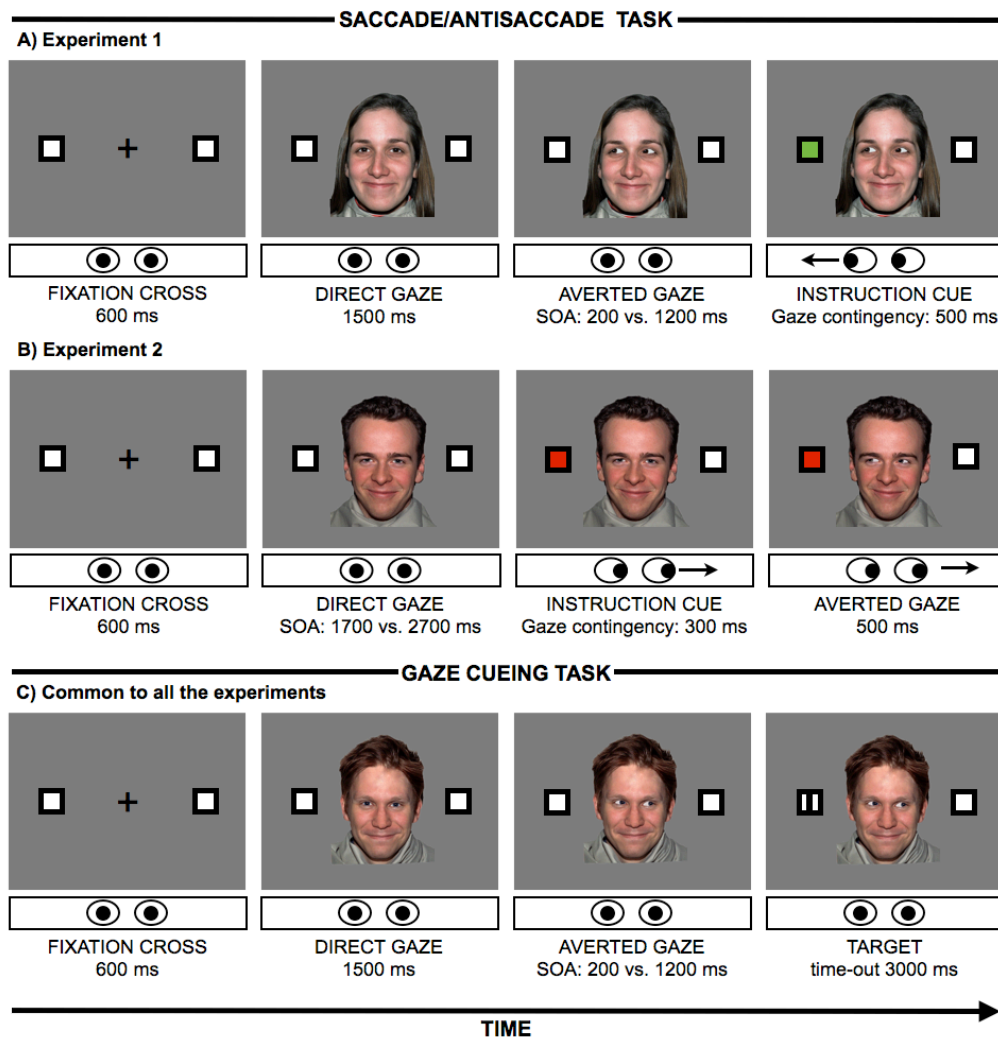 SACCADE/ANTISACCADE TASK
A) Experiment 1
FIXATION CROSS
600 ms
DIRECT GAZE
1500 ms
AVERTED GAZE
SOA: 200 vs. 1200 ms
INSTRUCTION CUE
Gaze contingency: 500 ms
B) Experiment 2
FIXATION CROSS
600 ms
DIRECT GAZE
SOA: 1700 vs. 2700 ms
INSTRUCTION CUE
Gaze contingency: 300 ms
AVERTED GAZE
500 ms
GAZE CUEING TASK
C) Common to all the experiments
FIXATION CROSS
600 ms
DIRECT GAZE
1500 ms
AVERTED GAZE
SOA: 200 vs. 1200 ms
TARGET
time-out 3000 ms
TIME